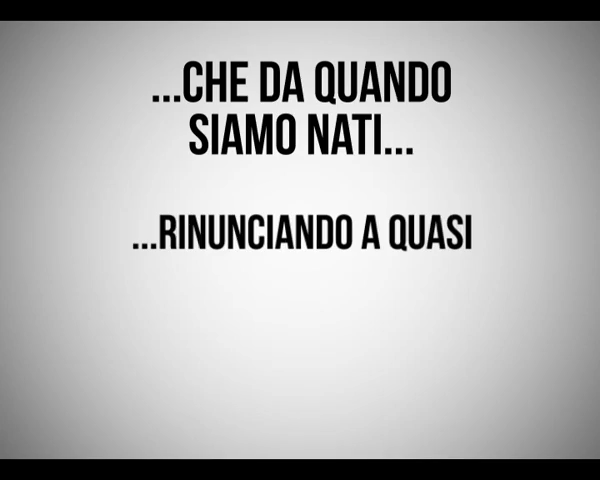 ...CHE DA QUANDO
SIAMO NATI...
...RINUNCIANDO A QUASI